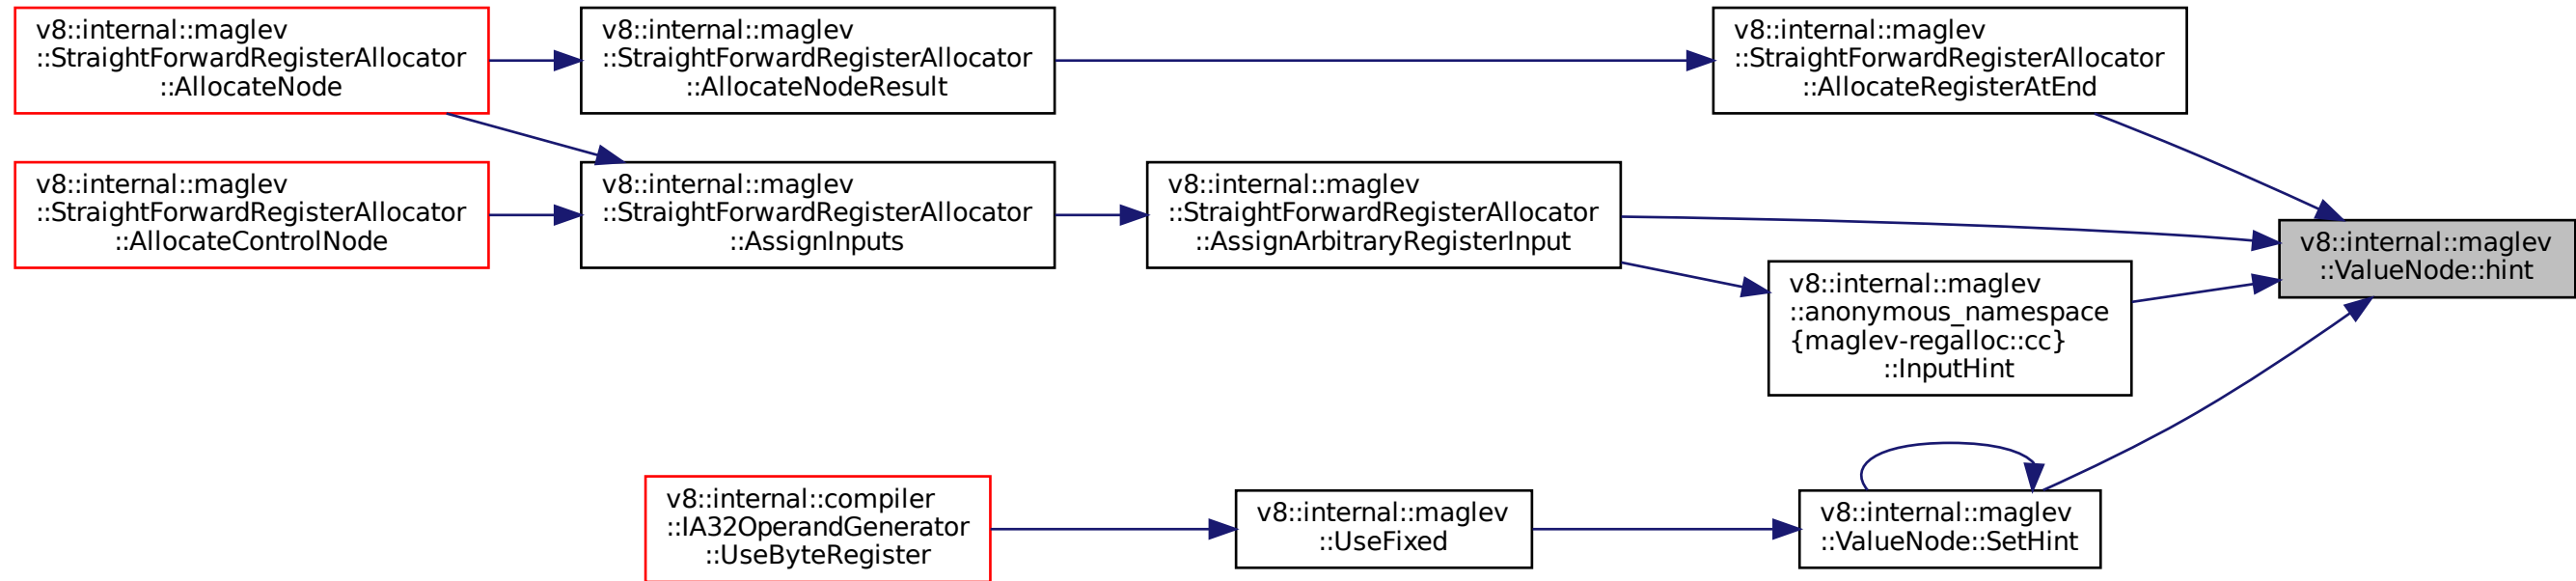 v8::internal::maglev
::StraightForwardRegisterAllocator
::AllocateNode
v8::internal::maglev
::StraightForwardRegisterAllocator
::AllocateNodeResult
v8::internal::maglev
::StraightForwardRegisterAllocator
::AllocateRegisterAtEnd
v8::internal::maglev
::StraightForwardRegisterAllocator
::AllocateControlNode
v8::internal::maglev
::StraightForwardRegisterAllocator
::AssignInputs
v8::internal::maglev
::StraightForwardRegisterAllocator
::AssignArbitraryRegisterInput
v8::internal::maglev
::ValueNode::hint
v8::internal::maglev
::anonymous_namespace
{maglev-regalloc::cc}
::InputHint
v8::internal::compiler
::IA32OperandGenerator
::UseByteRegister
v8::internal::maglev
::UseFixed
v8::internal::maglev
::ValueNode::SetHint